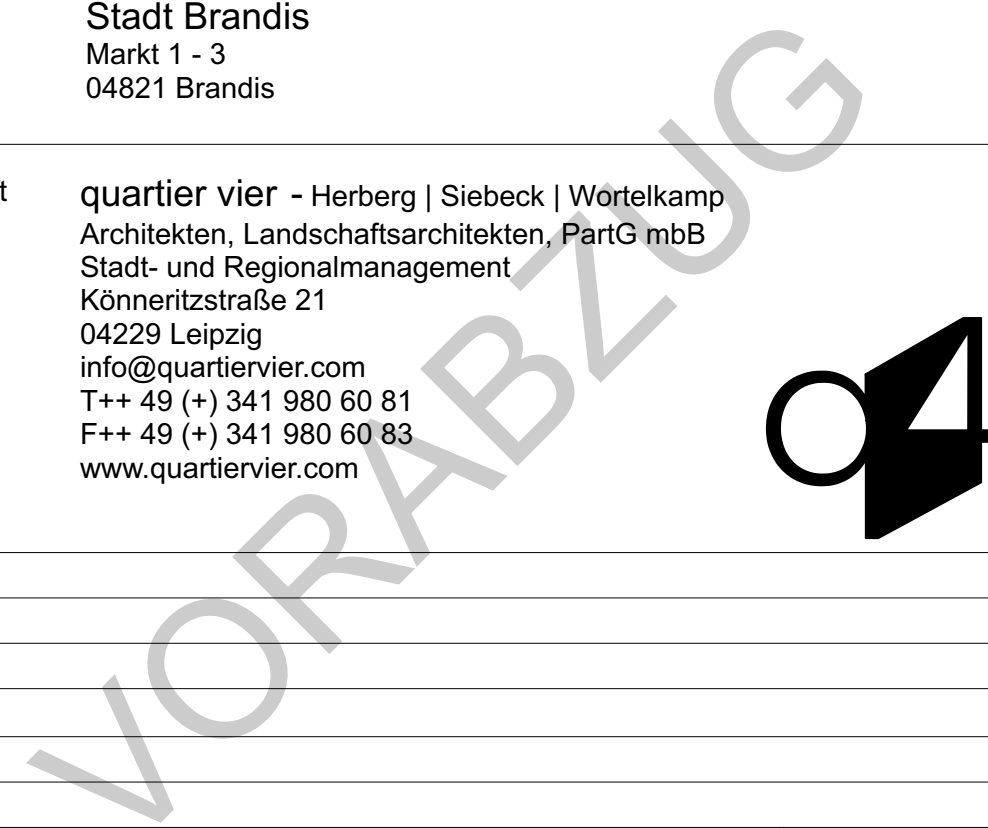 Stadt Brandis
Markt 1 - 3
04821 Brandis
t
quartier vier - Herberg | Siebeck | Wortelkamp
Architekten, Landschaftsarchitekten, PartG mbB
Stadt- und Regionalmanagement
Könneritzstraße 21
04229 Leipzig
info@quartiervier.com
T++ 49 (+) 341 980 60 81
F++ 49 (+) 341 980 60 83
www.quartiervier.com
q4
VORABZUG